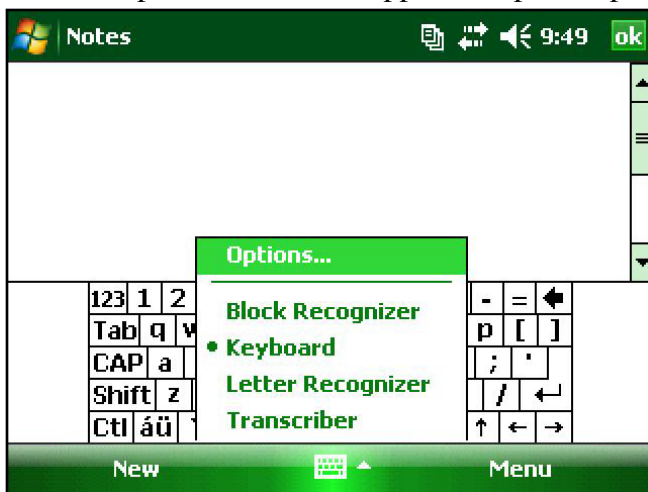 Notes 9:49 ok
Options...
123 1 2 - =
Block Recognizer
Tab q p [ ]
Keyboard
CAP a ; '
Letter Recognizer
Shift z /
Transcriber
Ctl áü ↑ ← →
New Menu